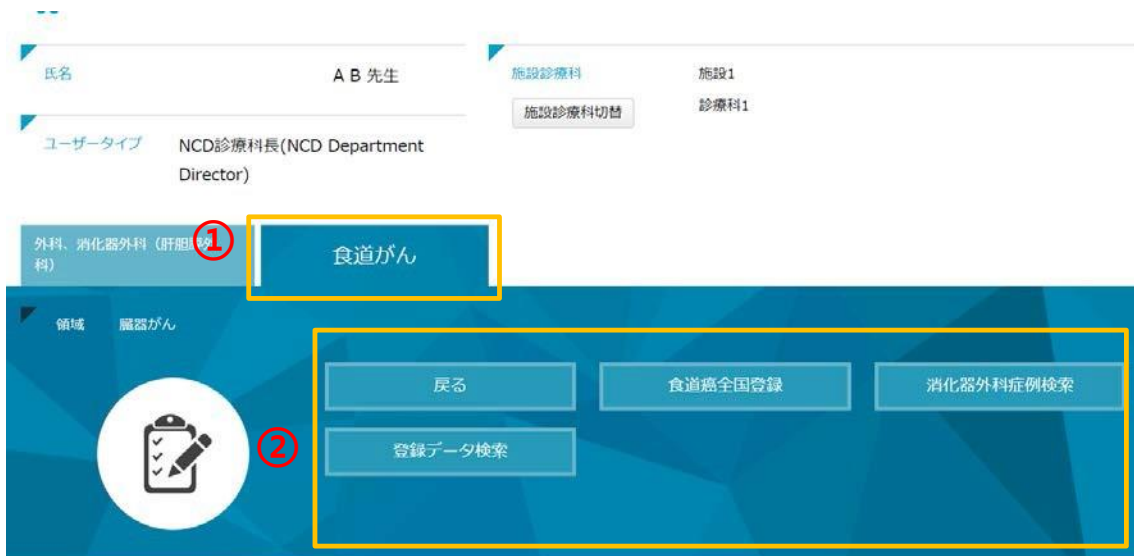 氏名
A B 先生
施設診療科
施設1
施設診療科切替
診療科1
ユーザータイプ
NCD診療科長(NCD Department
Director)
①
外科、消化器外科（肝胆
科）
食道がん
領域
臓器がん
戻る
食道癌全国登録
消化器外科症例検索
②
登録データ検索